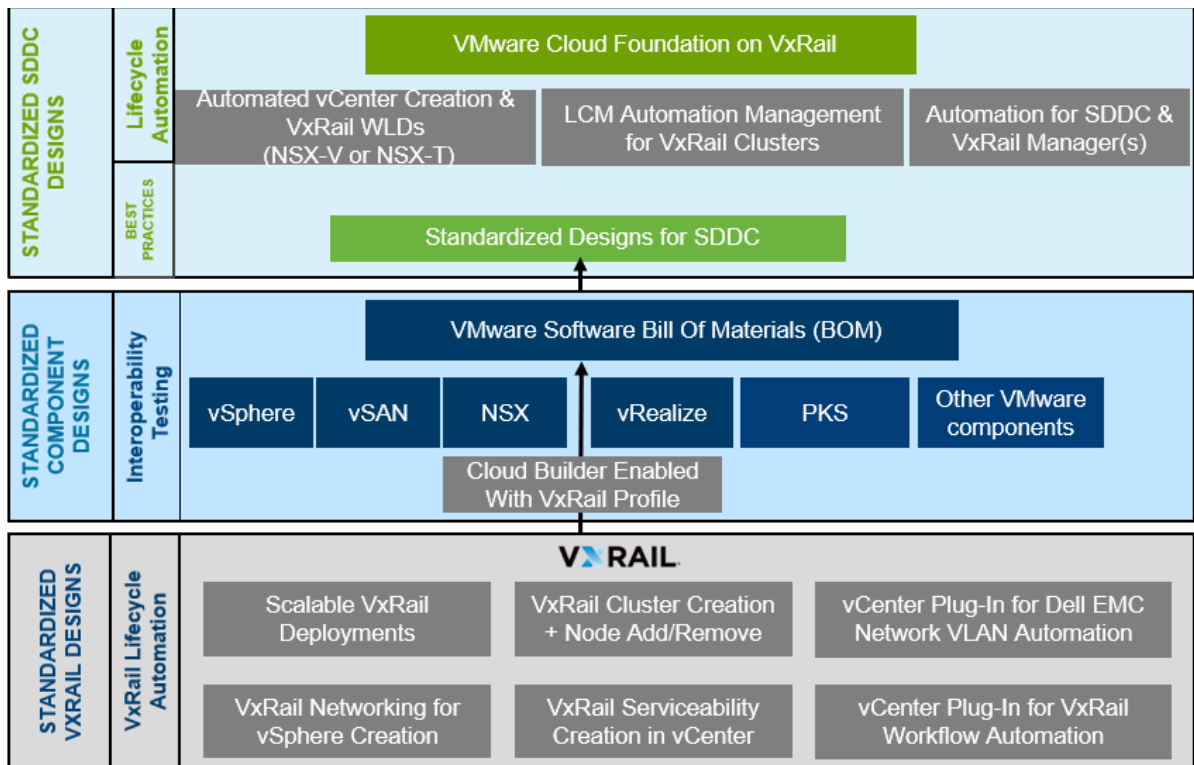 STANDARDIZED SDDC
DESIGNS
Lifecycle
Automation
VMware Cloud Foundation on VxRail
Automated vCenter Creation &
VxRail WLDs
(NSX-V or NSX-T)
LCM Automation Management
for VxRail Clusters
Automation for SDDC &
VxRail Manager(s)
BEST
PRACTICES
Standardized Designs for SDDC
STANDARDIZED
COMPONENT
DESIGNS
Interoperability
Testing
VMware Software Bill Of Materials (BOM)
vSphere
vSAN
NSX
vRealize
PKS
Other VMware
components
Cloud Builder Enabled
With VxRail Profile
STANDARDIZED
VXRAIL DESIGNS
VxRail Lifecycle
Automation
VXRAIL
Scalable VxRail
Deployments
VxRail Cluster Creation
+ Node Add/Remove
vCenter Plug-In for Dell EMC
Network VLAN Automation
VxRail Networking for
vSphere Creation
VxRail Serviceability
Creation in vCenter
vCenter Plug-In for VxRail
Workflow Automation